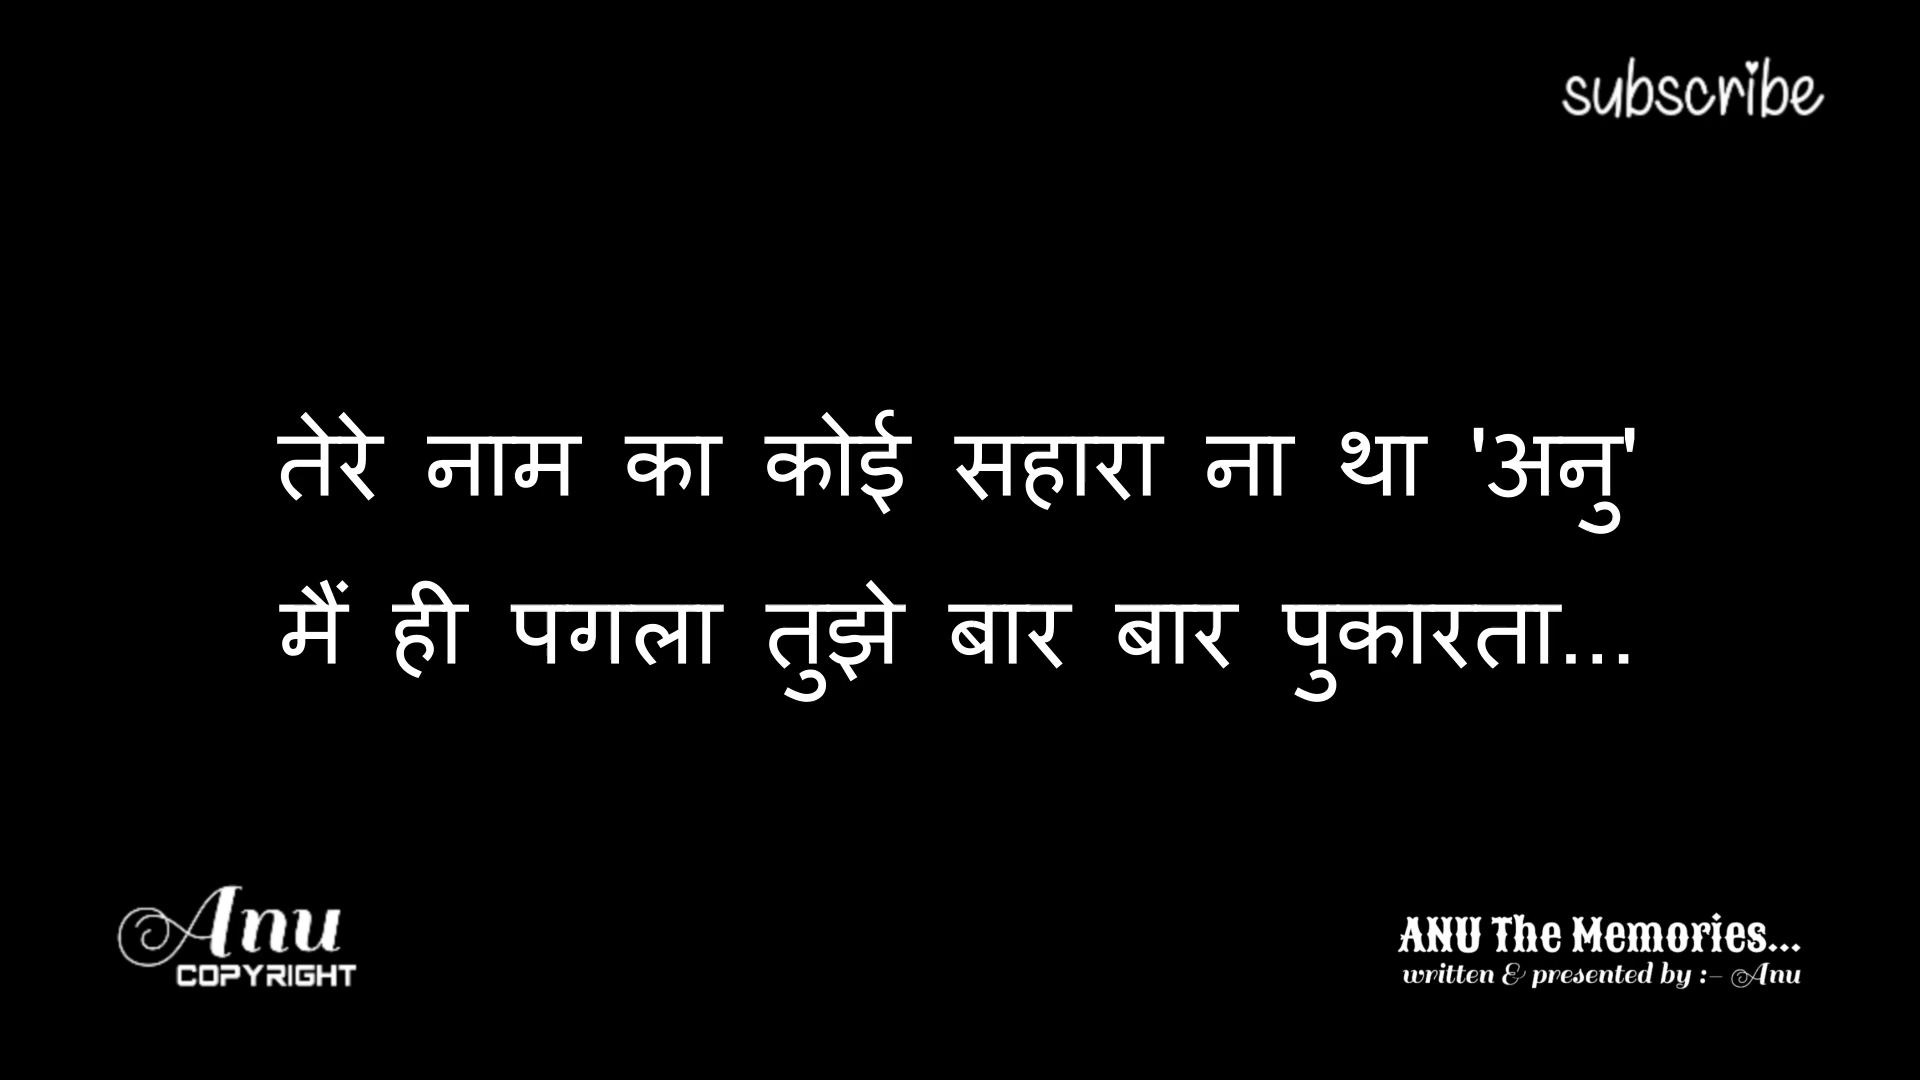 subscribe
तेरे नाम का कोई सहारा ना था 'अनु'
मैं ही पगला तुझे बार बार पुकारता...
Anu
COPYRIGHT
ANU The Memories...
written & presented by :- Anu